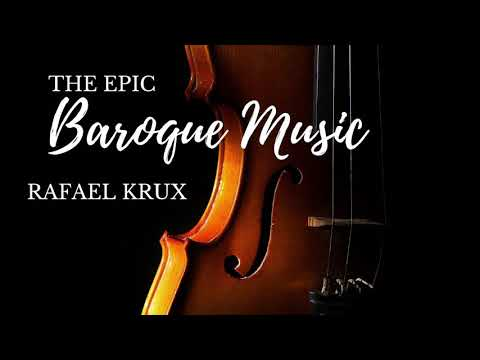 THE EPIC
Baroque Music
RAFAEL KRUX